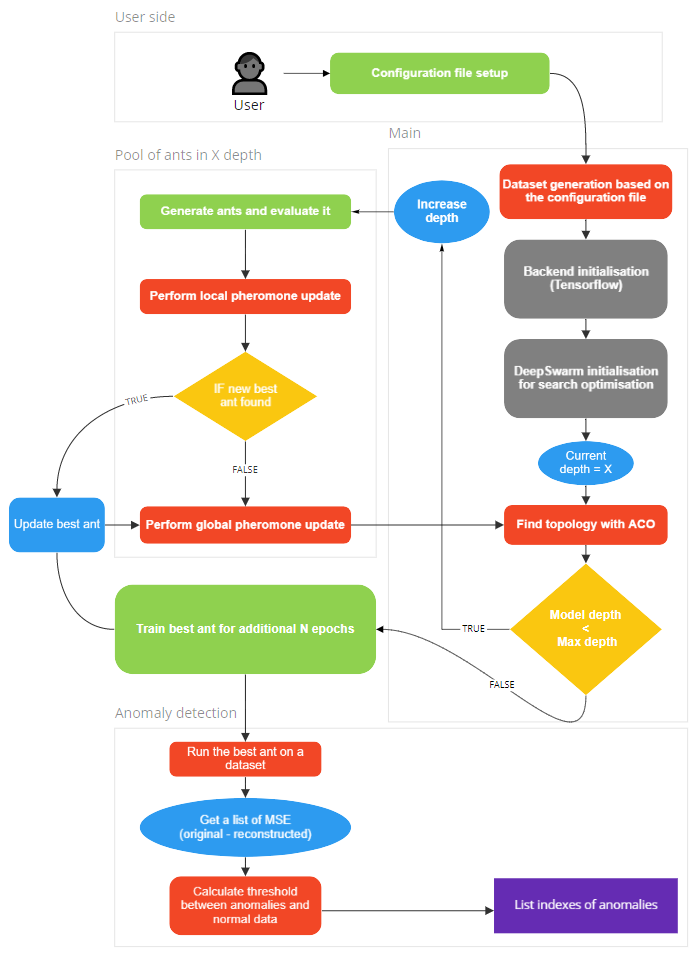 User side
User
Configuration file setup
Main
Pool of ants in X depth
Generate ants and evaluate it
Increase
depth
Dataset generation based on
the configuration file
Backend initialisation
(Tensorflow)
Perform local pheromone update
DeepSwarm initialisation
for search optimisation
IF new best
ant found
TRUE
FALSE
Current
depth = X
Update best ant
Perform global pheromone update
Find topology with ACO
Model depth
<
Max depth
TRUE
FALSE
Train best ant for additional N epochs
Anomaly detection
Run the best ant on a
dataset
Get a list of MSE
(original - reconstructed)
Calculate threshold
between anomalies and
normal data
List indexes of anomalies